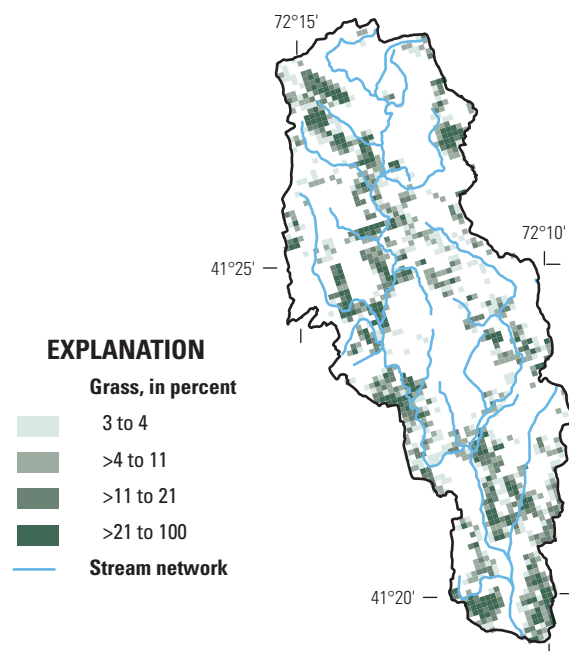 72°15'
72°10'
41°25'
EXPLANATION
Grass, in percent
3 to 4
>4 to 11
>11 to 21
>21 to 100
Stream network
41°20'